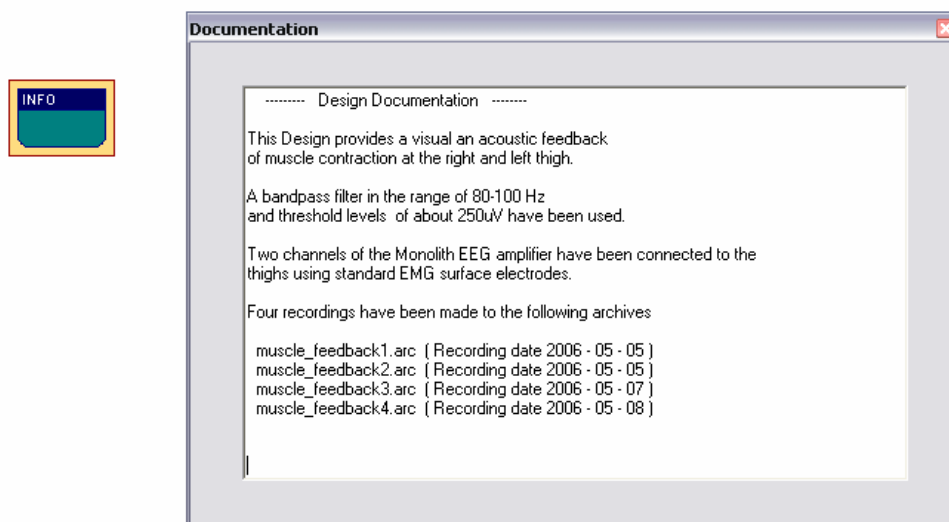 Documentation
INFO
--------- Design Documentation --------
This Design provides a visual an acoustic feedback
of muscle contraction at the right and left thigh.
A bandpass filter in the range of 80-100 Hz
and threshold levels of about 250uV have been used.
Two channels of the Monolith EEG amplifier have been connected to the
thighs using standard EMG surface electrodes.
Four recordings have been made to the following archives
muscle_feedback1.arc ( Recording date 2006 - 05 - 05 )
muscle_feedback2.arc ( Recording date 2006 - 05 - 05 )
muscle_feedback3.arc ( Recording date 2006 - 05 - 07 )
muscle_feedback4.arc ( Recording date 2006 - 05 - 08 )